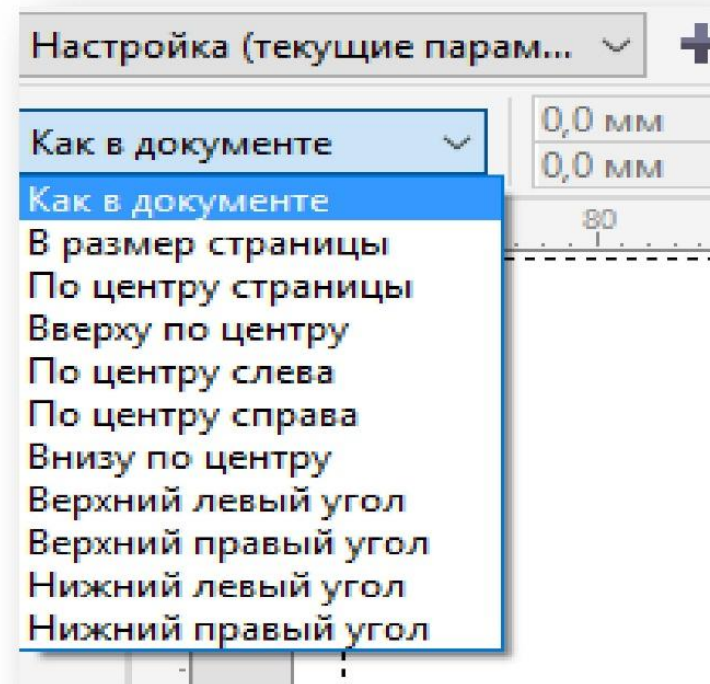 Настройка (текущие парам...
Как в документе
0,0 мм
0,0 мм
80
Как в документе
В размер страницы
По центру страницы
Вверху по центру
По центру слева
По центру справа
Внизу по центру
Верхний левый угол
Верхний правый угол
Нижний левый угол
Нижний правый угол